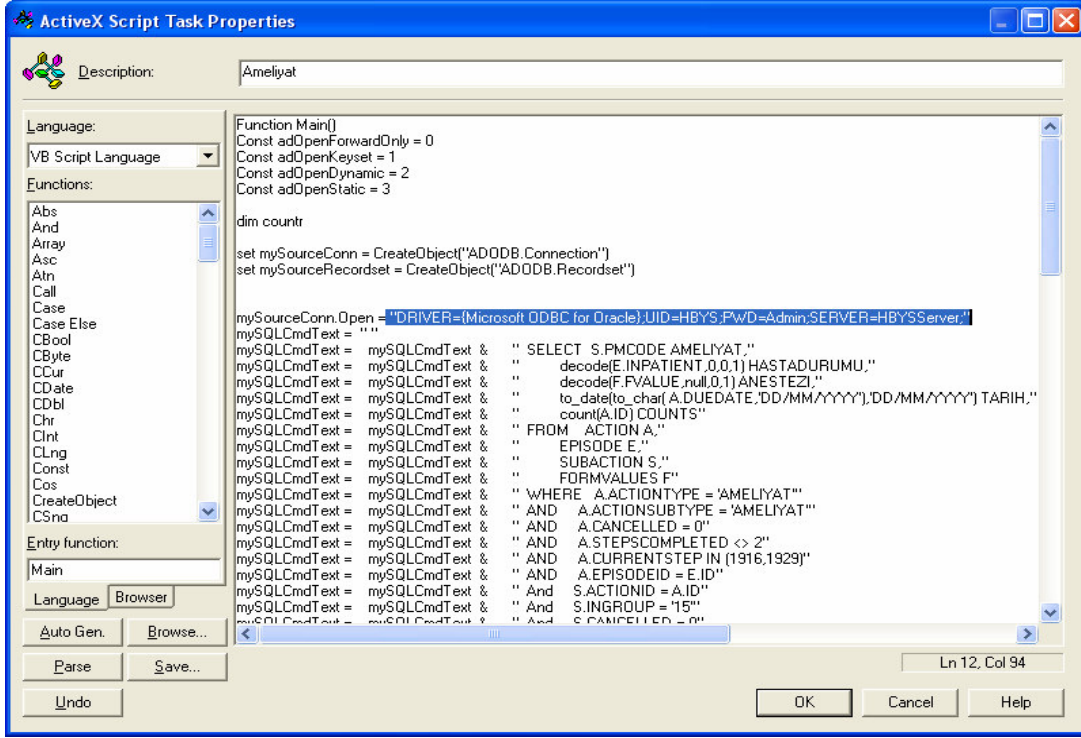 ActiveX Script Task Properties
Description:
Ameliyat
Language:
VB Script Language
Functions:
Abs
And
Array
Asc
Atn
Call
Case
Case Else
CBool
CByte
CCur
CDate
CDbl
Chr
CInt
CLng
Const
Cos
CreateObject
CSng
Entry function:
Main
Language Browser
Auto Gen. Browse...
Parse Save...
Undo
Function Main()
Const adOpenForwardOnly = 0
Const adOpenKeyset = 1
Const adOpenDynamic = 2
Const adOpenStatic = 3
dim countr
set mySourceConn = CreateObject("ADODB.Connection")
set mySourceRecordset = CreateObject("ADODB.Recordset")
mySourceConn.Open = "DRIVER={Microsoft ODBC for Oracle};UID=HBYS;PWD=Admin;SERVER=HBYSServer;"
mySQLCmdText = " "
mySQLCmdText = mySQLCmdText & " SELECT S.PMCODE AMELIYAT,"
mySQLCmdText = mySQLCmdText & " decode(E.INPATIENT,0,0,1) HASTADURUMU,"
mySQLCmdText = mySQLCmdText & " decode(F.FVALUE,null,0,1) ANESTEZI,"
mySQLCmdText = mySQLCmdText & " to_date(to_char( A.DUEDATE,'DD/MM/YYYY'),'DD/MM/YYYY') TARIH,"
mySQLCmdText = mySQLCmdText & " count(A.ID) COUNTS"
mySQLCmdText = mySQLCmdText & " FROM ACTION A,"
mySQLCmdText = mySQLCmdText & " EPISODE E,"
mySQLCmdText = mySQLCmdText & " SUBACTION S,"
mySQLCmdText = mySQLCmdText & " FORMVALUES F"
mySQLCmdText = mySQLCmdText & " WHERE A.ACTIONTYPE = 'AMELIYAT'"
mySQLCmdText = mySQLCmdText & " AND A.ACTIONSUBTYPE = 'AMELIYAT'"
mySQLCmdText = mySQLCmdText & " AND A.CANCELLED = 0"
mySQLCmdText = mySQLCmdText & " AND A.STEPSCOMPLETED <> 2"
mySQLCmdText = mySQLCmdText & " AND A.CURRENTSTEP IN (1916,1929)"
mySQLCmdText = mySQLCmdText & " AND A.EPISODEID = E.ID"
mySQLCmdText = mySQLCmdText & " And S.ACTIONID = A.ID"
mySQLCmdText = mySQLCmdText & " And S.INGROUP = '15'"
mySQLCmdText = mySQLCmdText & " And S.CANCELLED = 0"
Ln 12, Col 94
OK Cancel Help